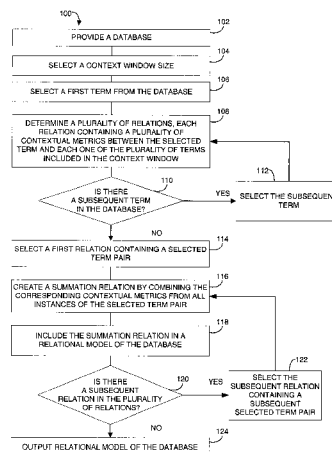 100
PROVIDE A DATABASE
102
SELECT A CONTEXT WINDOW SIZE
104
SELECT A FIRST TERM FROM THE DATABASE
106
DETERMINE A PLURALITY OF RELATIONS, EACH
RELATION CONTAINING A PLURALITY OF
CONTEXTUAL METRICS BETWEEN THE SELECTED
TERM AND EACH ONE OF THE PLURALITY OF TERMS
INCLUDED IN THE CONTEXT WINDOW
108
IS THERE
A SUBSEQUENT TERM
IN THE DATABASE?
110
YES
SELECT THE SUBSEQUENT
TERM
112
NO
SELECT A FIRST RELATION CONTAINING A SELECTED
TERM PAIR
114
CREATE A SUMMATION RELATION BY COMBINING THE
CORRESPONDING CONTEXTUAL METRICS FROM ALL
INSTANCES OF THE SELECTED TERM PAIR
116
INCLUDE THE SUMMATION RELATION IN A
RELATIONAL MODEL OF THE DATABASE
118
IS THERE
A SUBSEQUENT
RELATION IN THE PLURALITY
OF RELATIONS?
120
YES
SELECT THE
SUBSEQUENT RELATION
CONTAINING A
SUBSEQUENT
SELECTED TERM PAIR
122
NO
OUTPUT RELATIONAL MODEL OF THE DATABASE
124